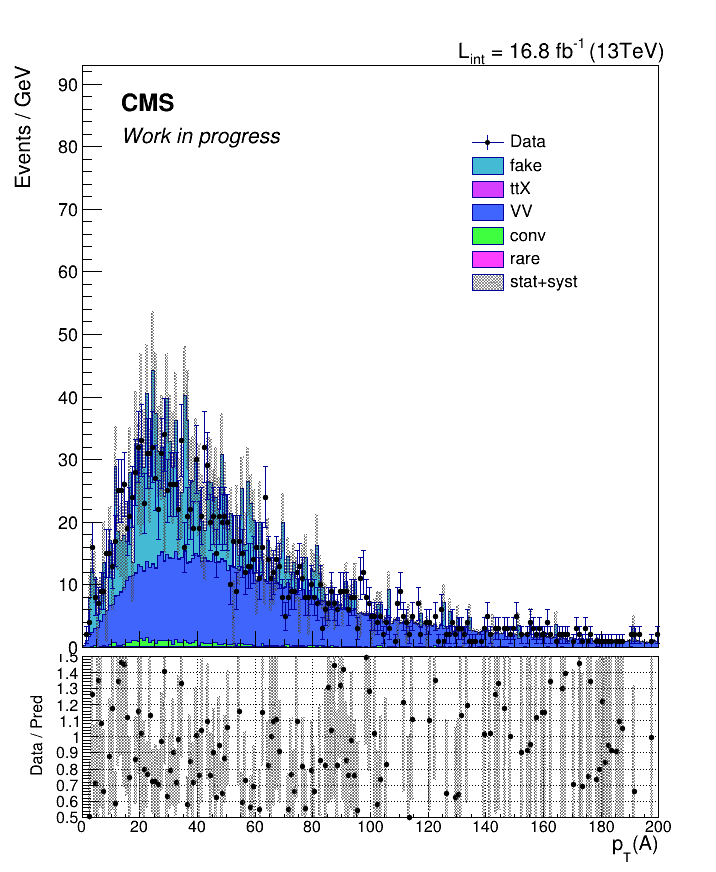 L_int = 16.8 fb^-1 (13TeV)
Events / GeV
CMS
Work in progress
Data
fake
ttX
VV
conv
rare
stat+syst
90
80
70
60
50
40
30
20
10
0
Data / Pred
1.5
1.4
1.3
1.2
1.1
1
0.9
0.8
0.7
0.6
0.5
0 20 40 60 80 100 120 140 160 180 200
p_T(A)